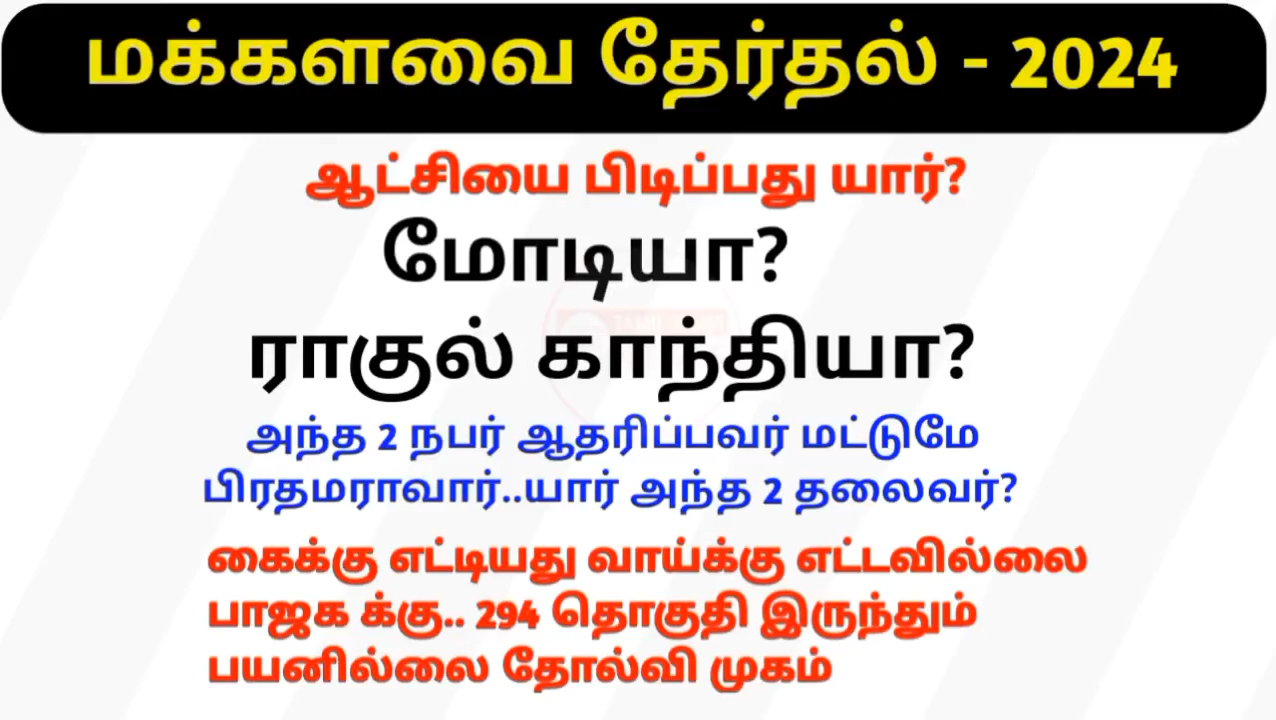 மக்களவை தேர்தல் - 2024
ஆட்சியை பிடிப்பது யார்?
மோடியா?
ராகுல் காந்தியா?
அந்த 2 நபர் ஆதரிப்பவர் மட்டுமே
பிரதமராவார்..யார் அந்த 2 தலைவர்?
கைக்கு எட்டியது வாய்க்கு எட்டவில்லை
பாஜக க்கு.. 294 தொகுதி இருந்தும்
பயனில்லை தோல்வி முகம்